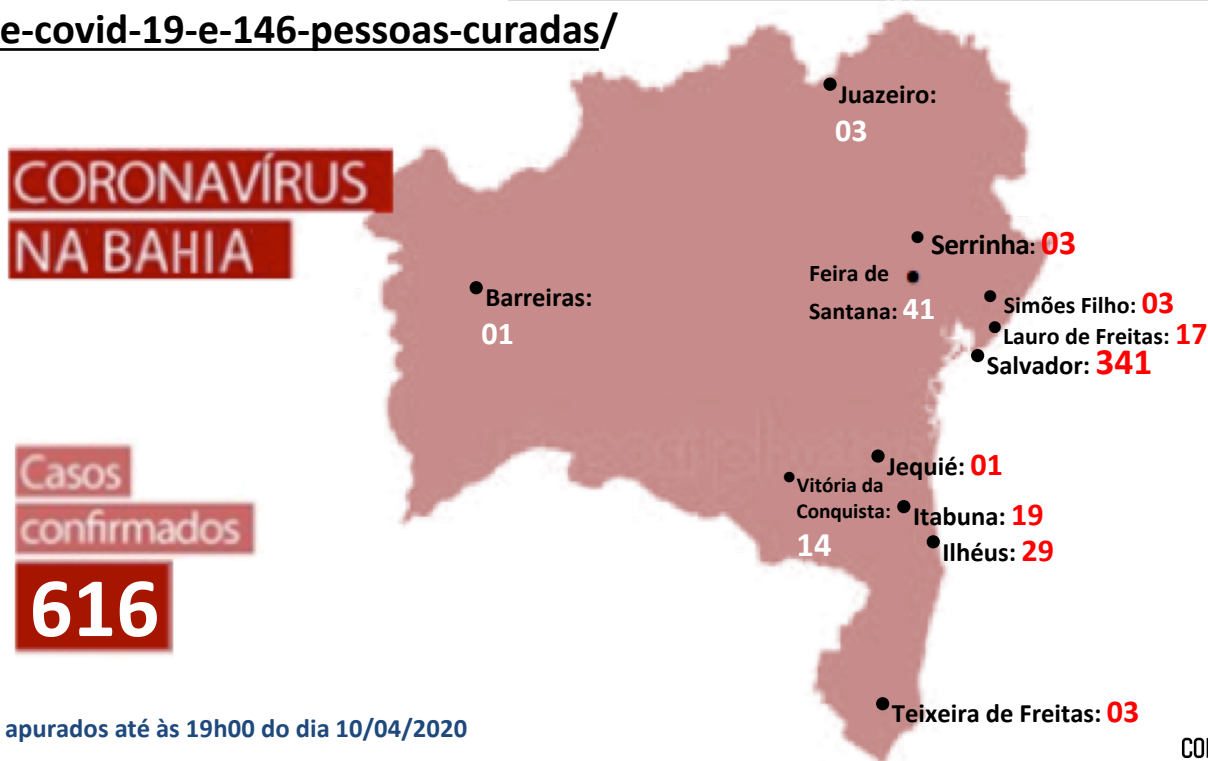 e-covid-19-e-146-pessoas-curadas/
CORONAVÍRUS
NA BAHIA
Juazeiro:
03
Serrinha: 03
Feira de
Santana: 41
Barreiras:
01
Simões Filho: 03
Lauro de Freitas: 17
Salvador: 341
Casos
confirmados
616
Jequié: 01
Vitória da
Conquista:
14
Itabuna: 19
Ilhéus: 29
Teixeira de Freitas: 03
apurados até às 19h00 do dia 10/04/2020